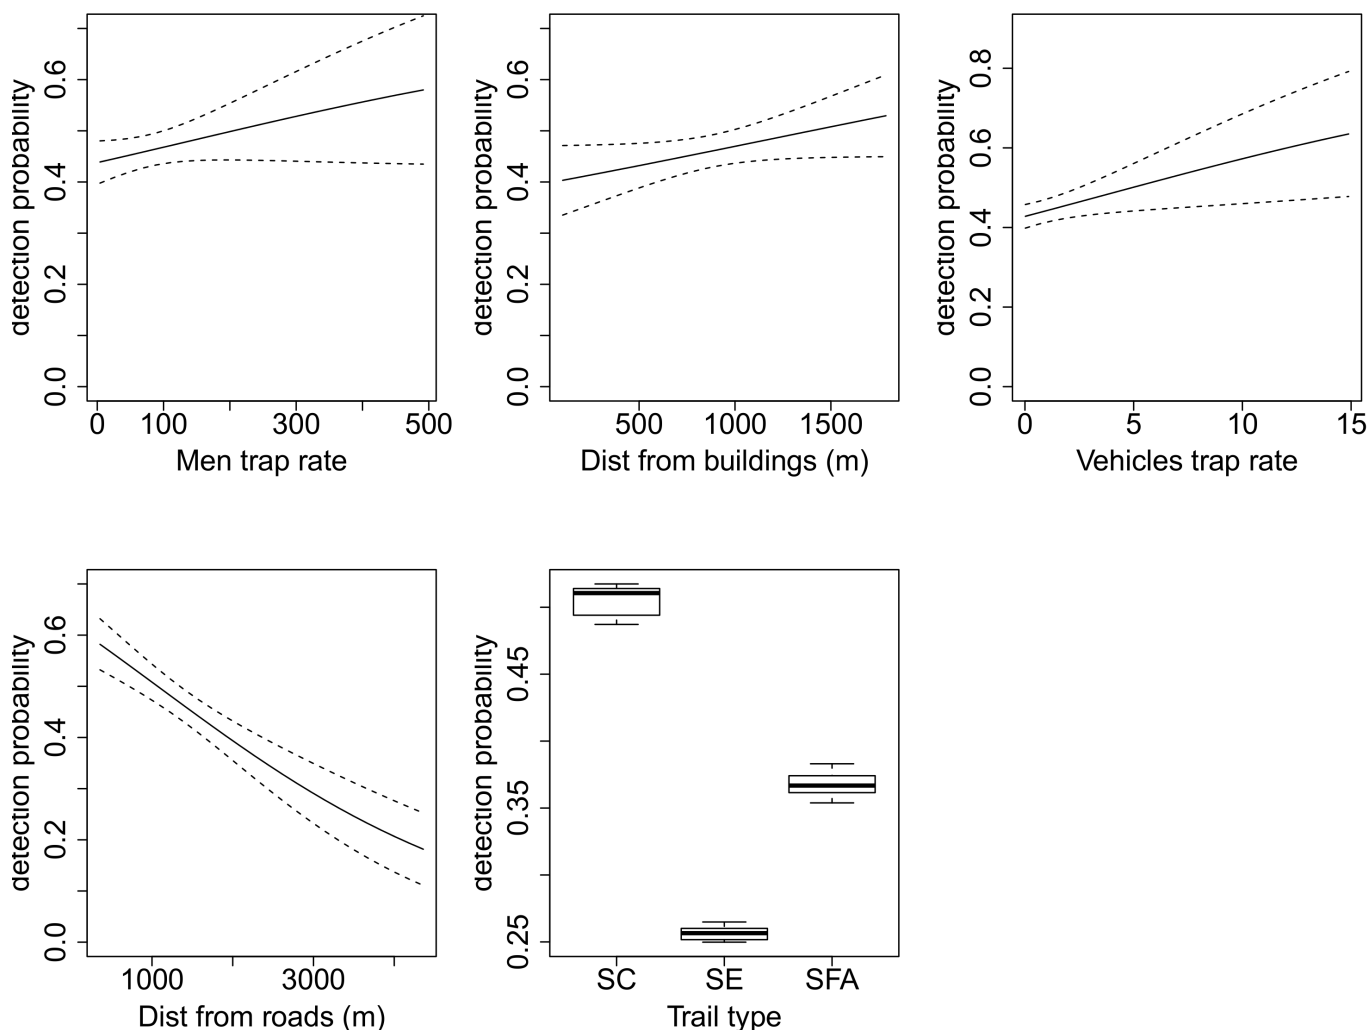 detection probability
0.0
0.2
0.4
0.6
0
100
300
500
Men trap rate
detection probability
0.0
0.2
0.4
0.6
500
1000
1500
Dist from buildings (m)
detection probability
0.0
0.2
0.4
0.6
0.8
0
5
10
15
Vehicles trap rate
detection probability
0.0
0.2
0.4
0.6
1000
3000
Dist from roads (m)
detection probability
0.25
0.35
0.45
SC
SE
SFA
Trail type